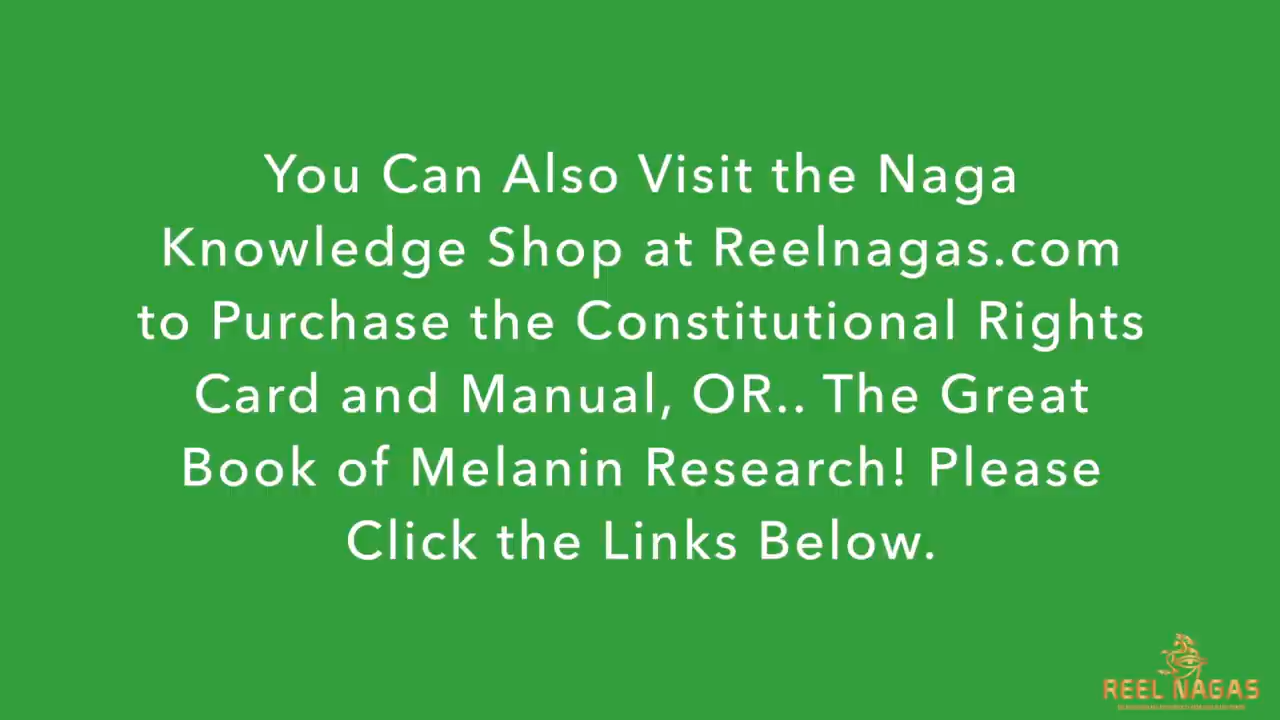 You Can Also Visit the Naga
Knowledge Shop at Reelnagas.com
to Purchase the Constitutional Rights
Card and Manual, OR.. The Great
Book of Melanin Research! Please
Click the Links Below.
REEL NAGAS